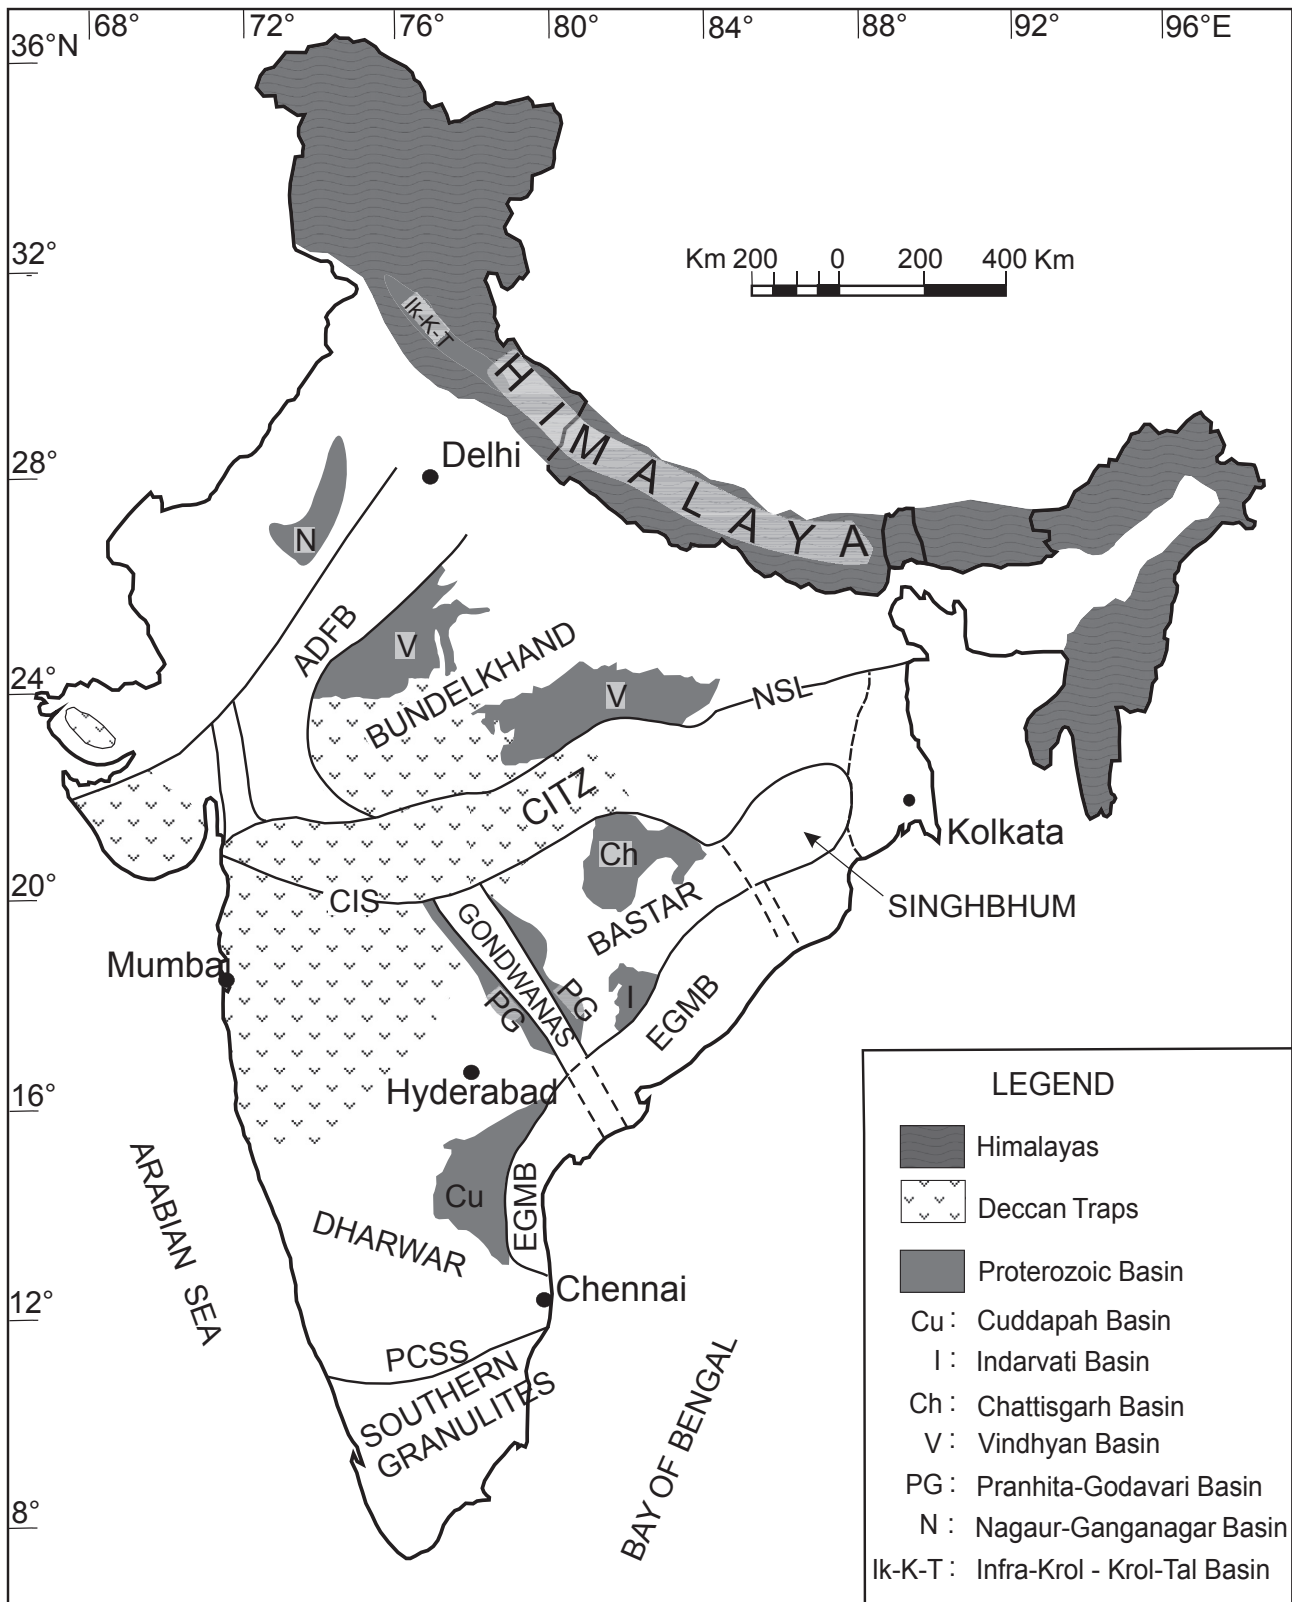 68° 72° 76° 80° 84° 88° 92° 96°E
36°N
32°
28°
24°
20°
16°
12°
8°
Km 200 0 200 400 Km
Ik-K-T
HIMALAYA
Delhi
N
ADFB
V
BUNDELKHAND
V
NSL
CITZ
Kolkata
Ch
CIS
SINGHBHUM
BASTAR
GONDWANAS
Mumbai
PG
PG
I
EGMB
Hyderabad
Cu
EGMB
DHARWAR
ARABIAN SEA
Chennai
PCSS
SOUTHERN
GRANULITES
BAY OF BENGAL
LEGEND
Himalayas
Deccan Traps
Proterozoic Basin
Cu : Cuddapah Basin
I : Indarvati Basin
Ch : Chattisgarh Basin
V : Vindhyan Basin
PG : Pranhita-Godavari Basin
N : Nagaur-Ganganagar Basin
Ik-K-T : Infra-Krol - Krol-Tal Basin